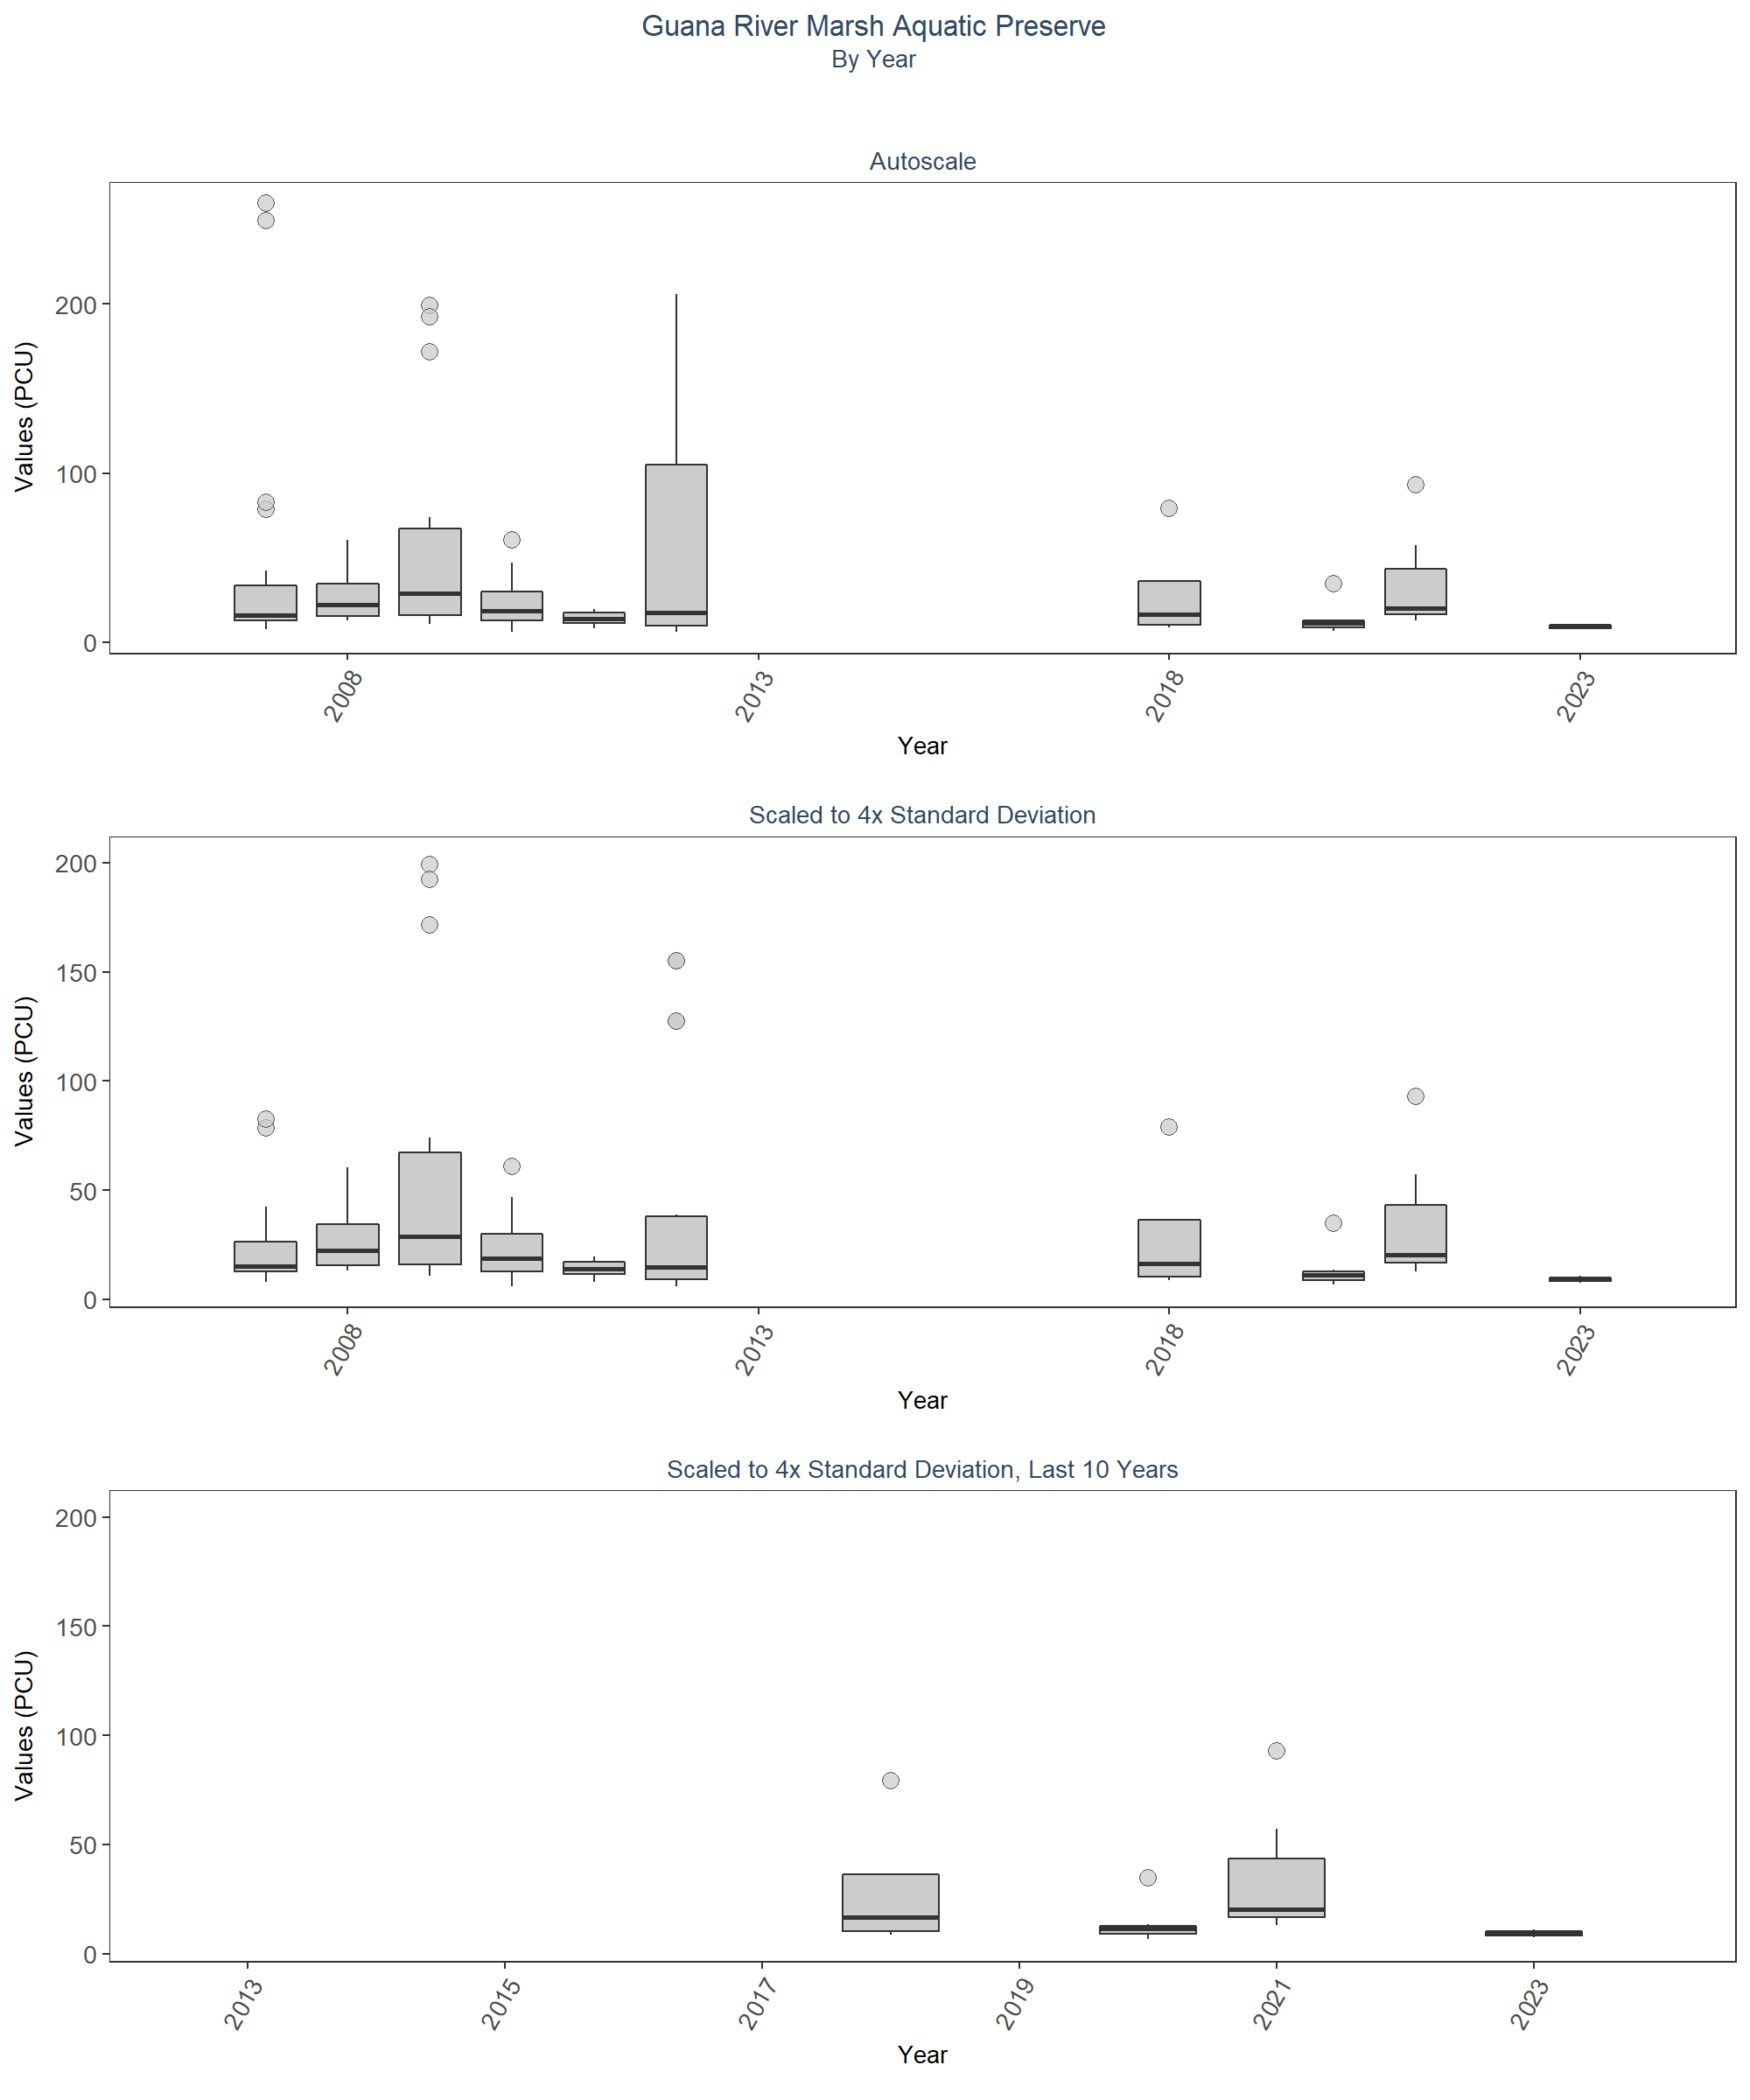 Guana River Marsh Aquatic Preserve
By Year
Autoscale
Values (PCU)
200
100
0
2008
2013
2018
2023
Year
Scaled to 4x Standard Deviation
Values (PCU)
200
150
100
50
0
2008
2013
2018
2023
Year
Scaled to 4x Standard Deviation, Last 10 Years
Values (PCU)
200
150
100
50
0
2013
2015
2017
2019
2021
2023
Year